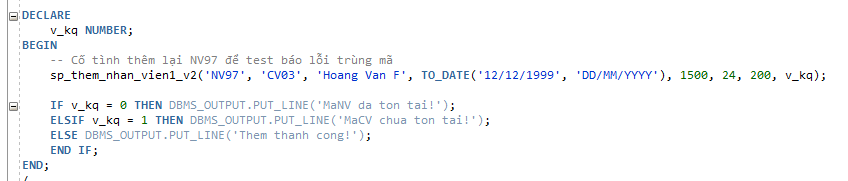 DECLARE
v_kq NUMBER;
BEGIN
-- Cố tình thêm lại NV97 để test báo lỗi trùng mã
sp_them_nhan_vien1_v2('NV97', 'CV03', 'Hoang Van F', TO_DATE('12/12/1999', 'DD/MM/YYYY'), 1500, 24, 200, v_kq);
IF v_kq = 0 THEN DBMS_OUTPUT.PUT_LINE('MaNV da ton tai!');
ELSIF v_kq = 1 THEN DBMS_OUTPUT.PUT_LINE('MaCV chua ton tai!');
ELSE DBMS_OUTPUT.PUT_LINE('Them thanh cong!');
END IF;
END;
/